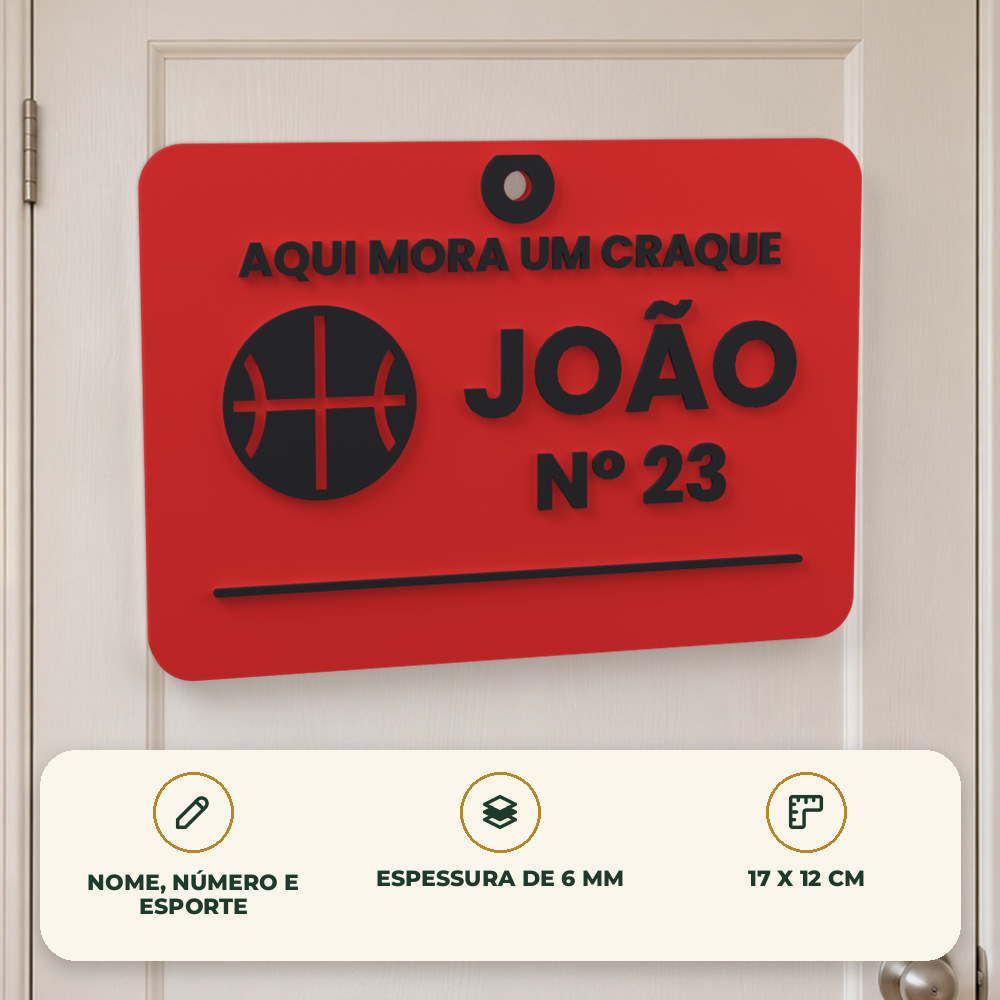 AQUI MORA UM CRAQUE
JOÃO
Nº 23
NOME, NÚMERO E
ESPORTE
ESPESSURA DE 6 MM
17 X 12 CM